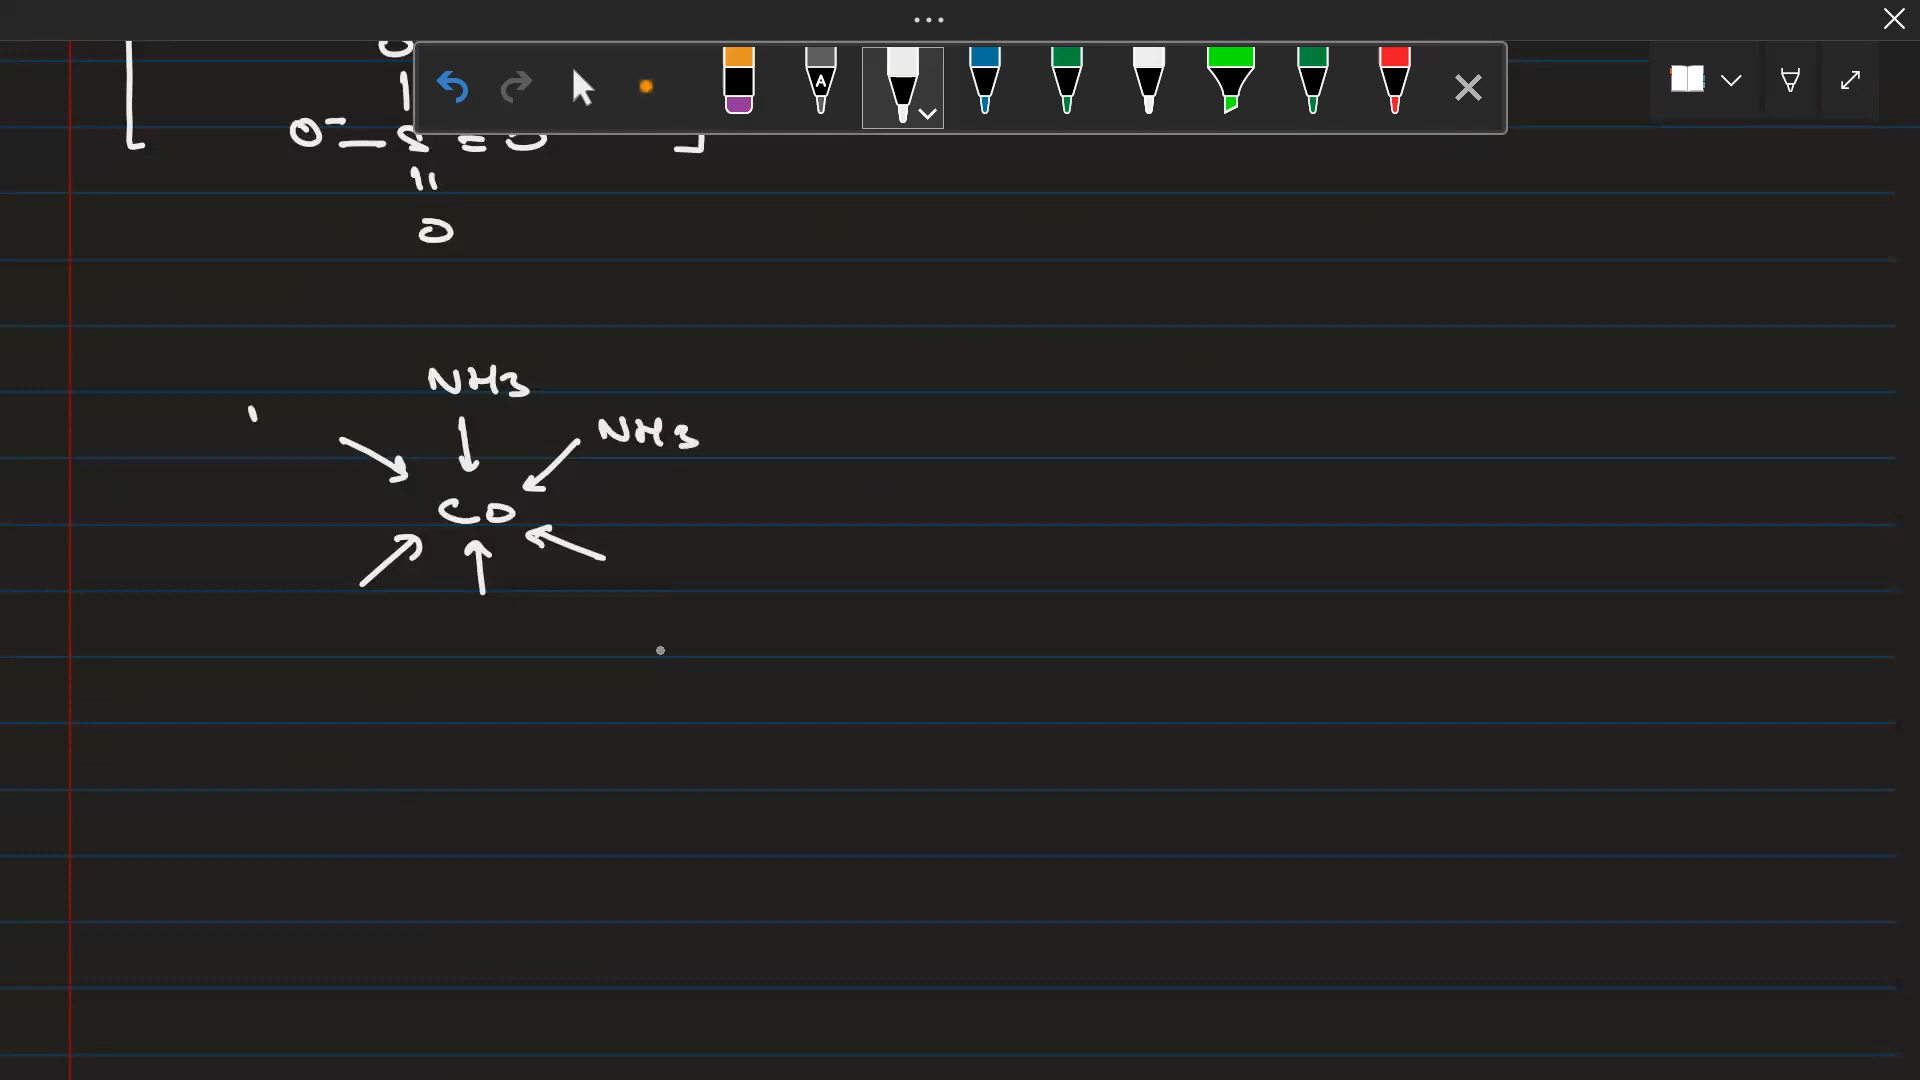 O
O⁻ — S = O
O
NH3
NH3
CO
A